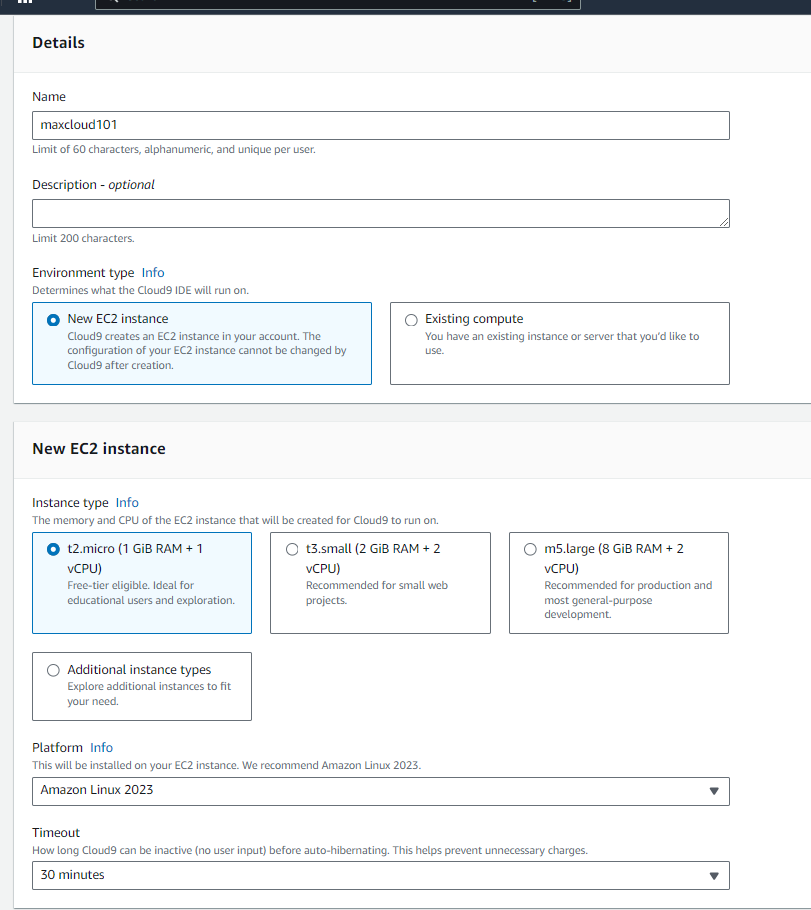 Details
Name
maxcloud101
Limit of 60 characters, alphanumeric, and unique per user.
Description - optional
Limit 200 characters.
Environment type Info
Determines what the Cloud9 IDE will run on.
New EC2 instance
Cloud9 creates an EC2 instance in your account. The
configuration of your EC2 instance cannot be changed by
Cloud9 after creation.
Existing compute
You have an existing instance or server that you'd like to
use.
New EC2 instance
Instance type Info
The memory and CPU of the EC2 instance that will be created for Cloud9 to run on.
t2.micro (1 GiB RAM + 1
vCPU)
Free-tier eligible. Ideal for
educational users and exploration.
t3.small (2 GiB RAM + 2
vCPU)
Recommended for small web
projects.
m5.large (8 GiB RAM + 2
vCPU)
Recommended for production and
most general-purpose
development.
Additional instance types
Explore additional instances to fit
your need.
Platform Info
This will be installed on your EC2 instance. We recommend Amazon Linux 2023.
Amazon Linux 2023
Timeout
How long Cloud9 can be inactive (no user input) before auto-hibernating. This helps prevent unnecessary charges.
30 minutes